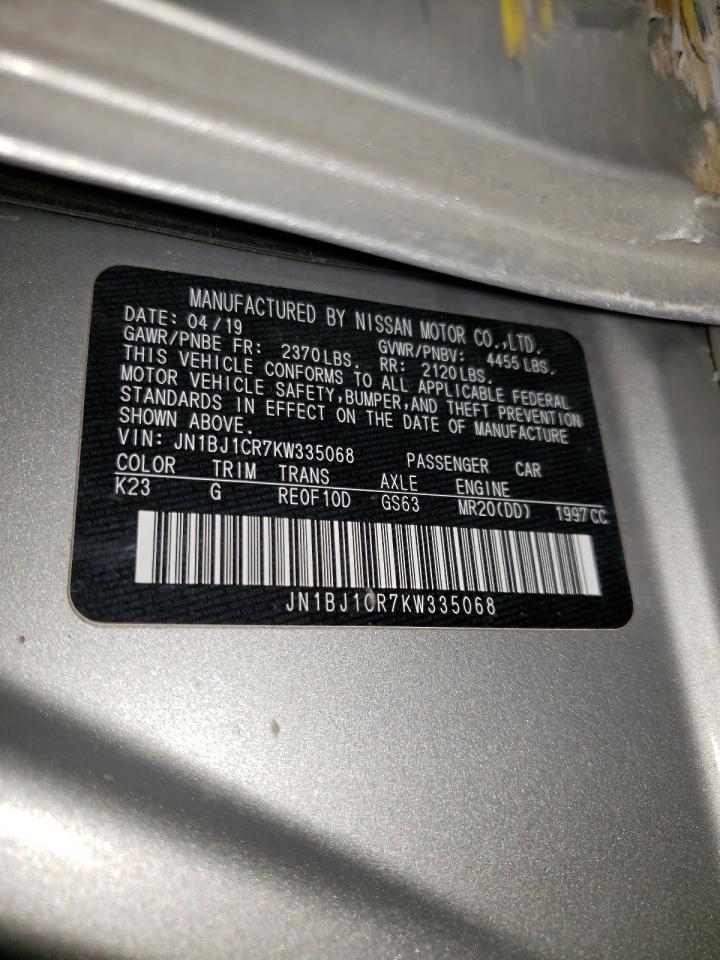 MANUFACTURED BY NISSAN MOTOR CO.,LTD.
DATE: 04/19 GVWR/PNBV: 4455 LBS.
GAWR/PNBE FR: 2370LBS. RR: 2120LBS.
THIS VEHICLE CONFORMS TO ALL APPLICABLE FEDERAL
MOTOR VEHICLE SAFETY,BUMPER,AND THEFT PREVENTION
STANDARDS IN EFFECT ON THE DATE OF MANUFACTURE
SHOWN ABOVE.
VIN: JN1BJ1CR7KW335068 PASSENGER CAR
COLOR TRIM TRANS AXLE ENGINE
K23 G RE0F10D GS63 MR20(DD) 1997CC
JN1BJ1CR7KW335068